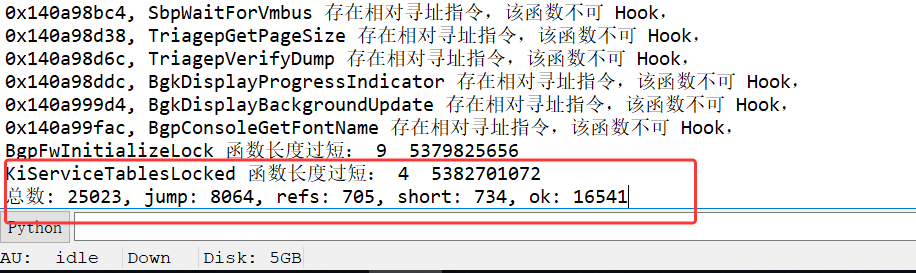 0x140a98bc4, SbpWaitForVmbus 存在相对寻址指令，该函数不可 Hook，
0x140a98d38, TriagepGetPageSize 存在相对寻址指令，该函数不可 Hook，
0x140a98d6c, TriagepVerifyDump 存在相对寻址指令，该函数不可 Hook，
0x140a98ddc, BgkDisplayProgressIndicator 存在相对寻址指令，该函数不可 Hook，
0x140a999d4, BgkDisplayBackgroundUpdate 存在相对寻址指令，该函数不可 Hook，
0x140a99fac, BgpConsoleGetFontName 存在相对寻址指令，该函数不可 Hook，
BgpFwInitializeLock 函数长度过短： 9 5379825656
KiServiceTablesLocked 函数长度过短： 4 5382701072
总数: 25023, jump: 8064, refs: 705, short: 734, ok: 16541
Python
AU: idle Down Disk: 5GB